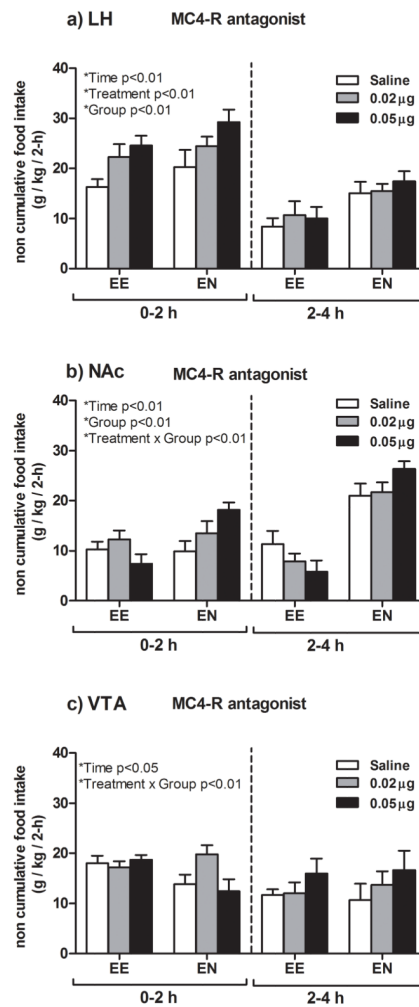 a) LH
MC4-R antagonist
non cumulative food intake
(g / kg / 2-h)
40
30
20
10
0
*Time p<0.01
*Treatment p<0.01
*Group p<0.01
Saline
0.02µg
0.05µg
EE
EN
EE
EN
0-2 h
2-4 h
b) NAc
MC4-R antagonist
non cumulative food intake
(g / kg / 2-h)
40
30
20
10
0
*Time p<0.01
*Group p<0.01
*Treatment x Group p<0.01
Saline
0.02µg
0.05µg
EE
EN
EE
EN
0-2 h
2-4 h
c) VTA
MC4-R antagonist
non cumulative food intake
(g / kg / 2-h)
40
30
20
10
0
*Time p<0.05
*Treatment x Group p<0.01
Saline
0.02µg
0.05µg
EE
EN
EE
EN
0-2 h
2-4 h